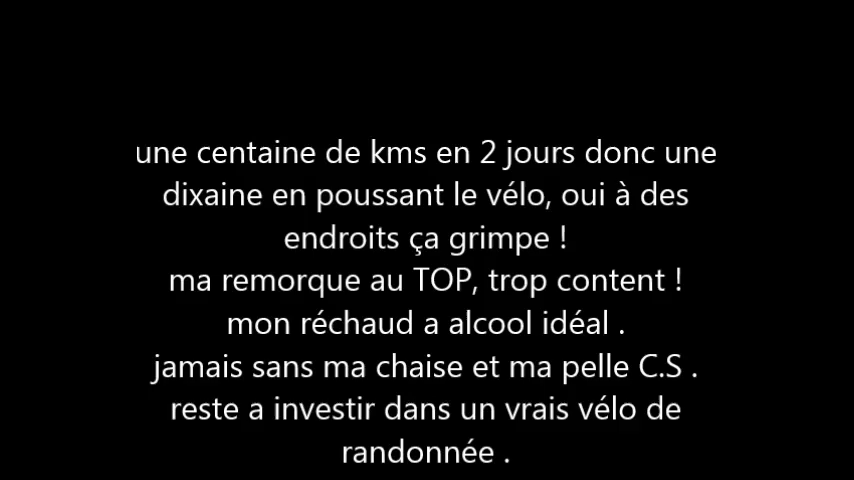 une centaine de kms en 2 jours donc une
dixaine en poussant le vélo, oui à des
endroits ça grimpe !
ma remorque au TOP, trop content !
mon réchaud a alcool idéal .
jamais sans ma chaise et ma pelle C.S .
reste a investir dans un vrais vélo de
randonnée .